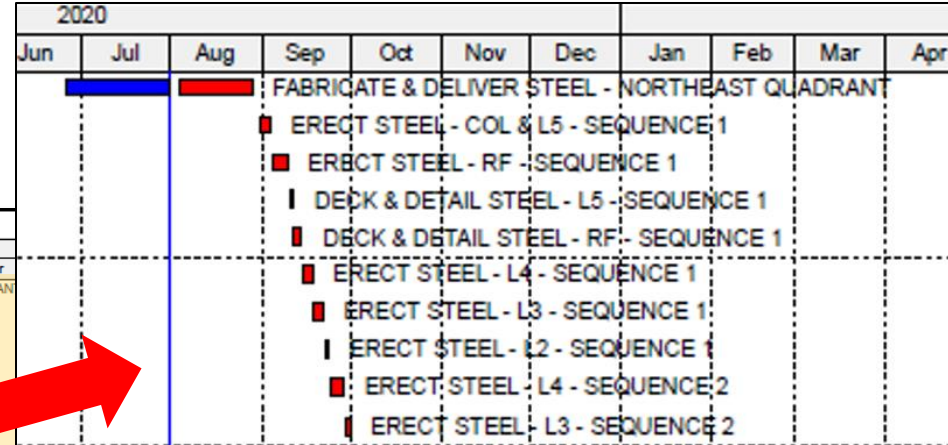 2020
Jun Jul Aug Sep Oct Nov Dec Jan Feb Mar Apr
FABRICATE & DELIVER STEEL - NORTHEAST QUADRANT
ERECT STEEL - COL & L5 - SEQUENCE 1
ERECT STEEL - RF - SEQUENCE 1
DECK & DETAIL STEEL - L5 - SEQUENCE 1
DECK & DETAIL STEEL - RF - SEQUENCE 1
ERECT STEEL - L4 - SEQUENCE 1
ERECT STEEL - L3 - SEQUENCE 1
ERECT STEEL - L2 - SEQUENCE 1
ERECT STEEL - L4 - SEQUENCE 2
ERECT STEEL - L3 - SEQUENCE 2